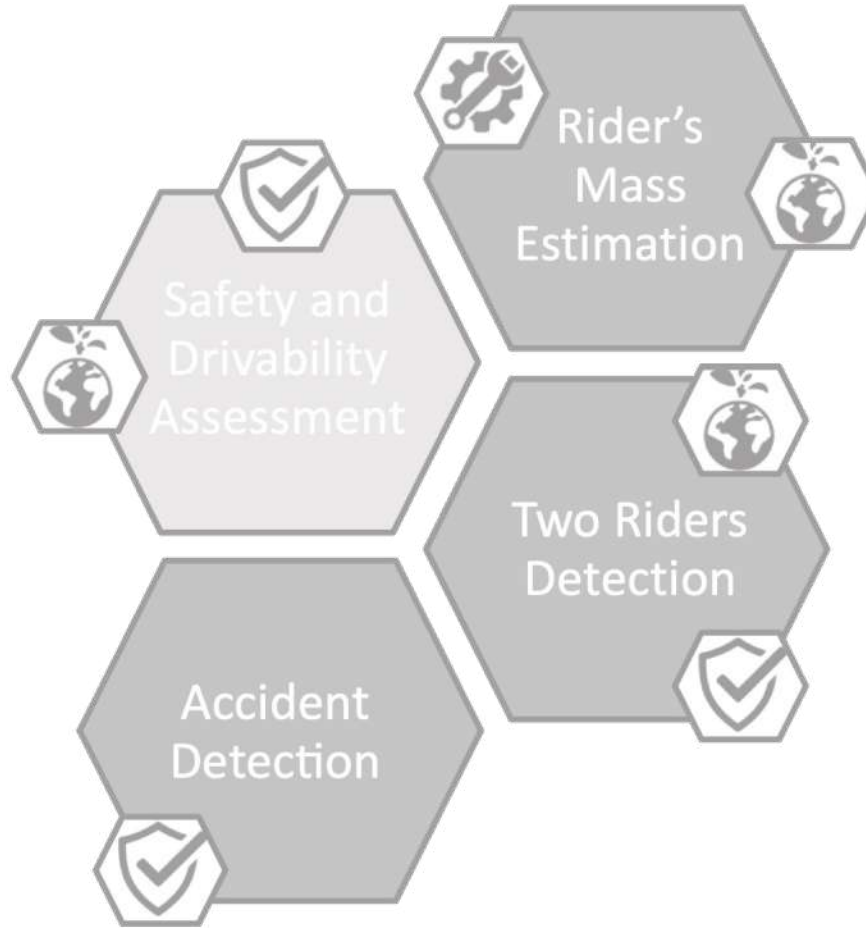 Rider's
Mass
Estimation
Safety and
Drivability
Assessment
Two Riders
Detection
Accident
Detection